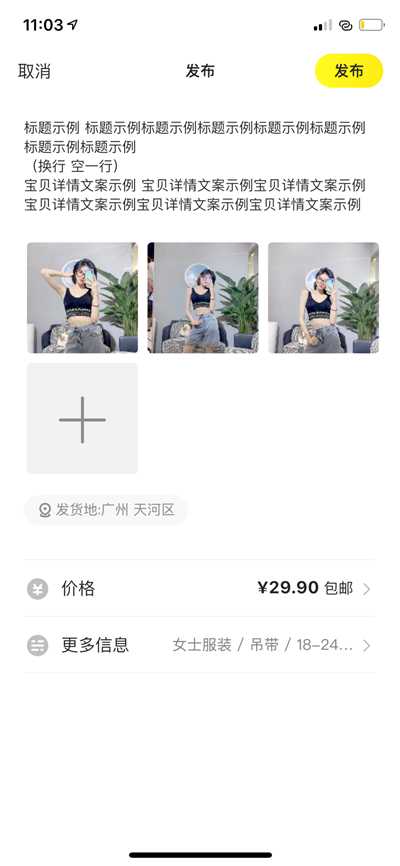 11:03
取消
发布
发布
标题示例 标题示例标题示例标题示例标题示例标题示例
标题示例标题示例
（换行 空一行）
宝贝详情文案示例 宝贝详情文案示例宝贝详情文案示例
宝贝详情文案示例宝贝详情文案示例宝贝详情文案示例
发货地:广州 天河区
价格
¥29.90 包邮
更多信息
女士服装 / 吊带 / 18-24...